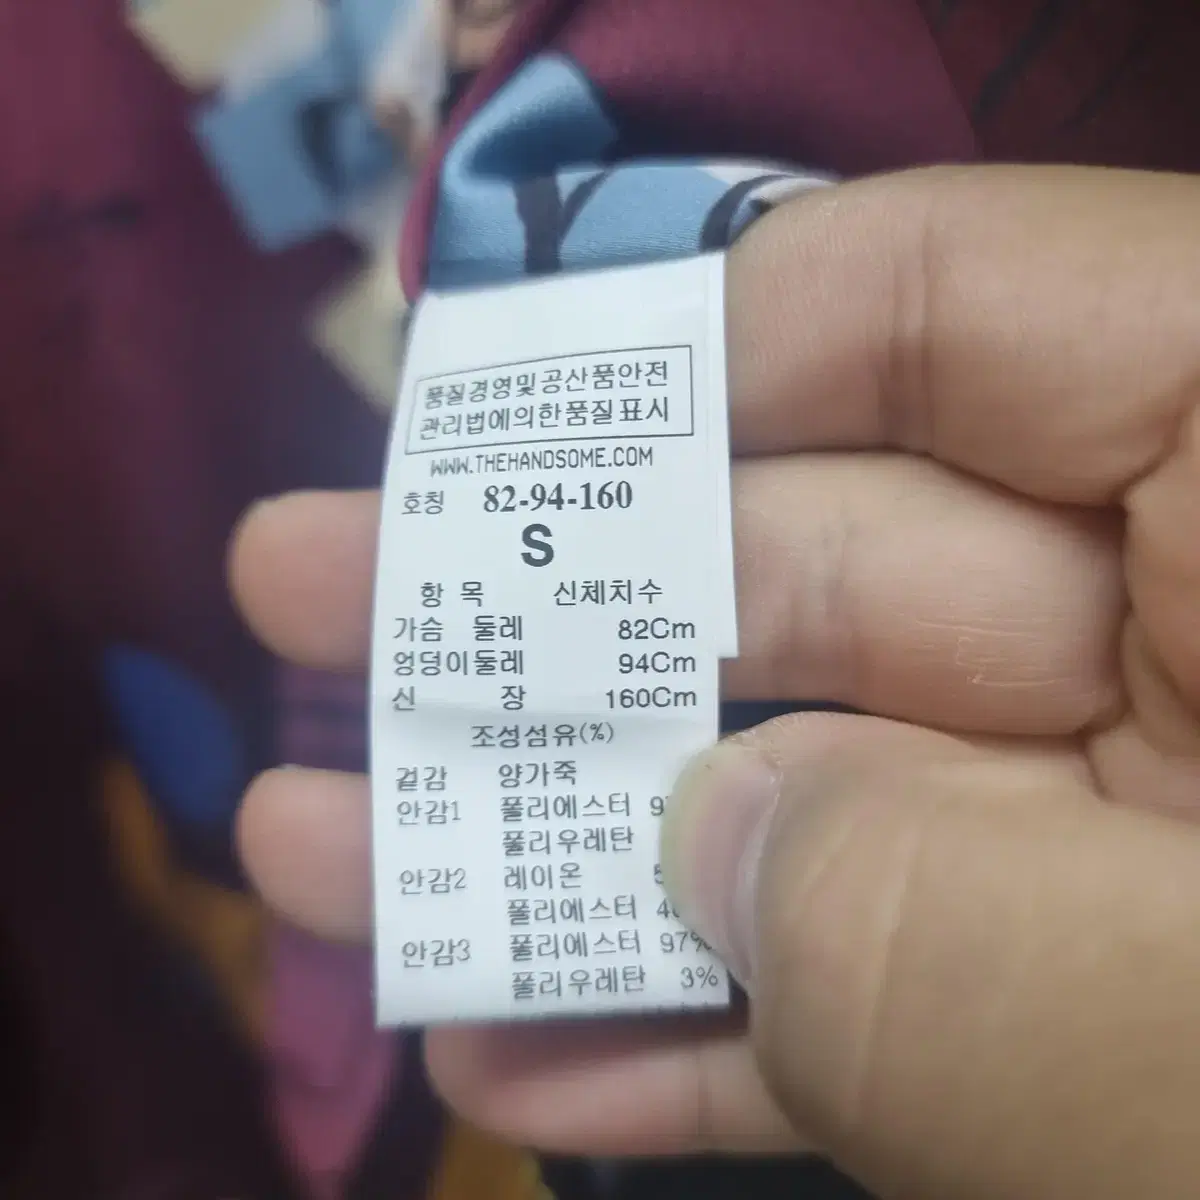 품질경영및공산품안전
관리법에의한품질표시
WWW.THEHANDSOME.COM
호칭 82-94-160
S
항 목 신체치수
가슴 둘레 82Cm
엉덩이둘레 94Cm
신 장 160Cm
조성섬유(%)
겉감 양가죽
안감1 폴리에스터
폴리우레탄
안감2 레이온
폴리에스터
안감3 폴리에스터 97%
폴리우레탄 3%